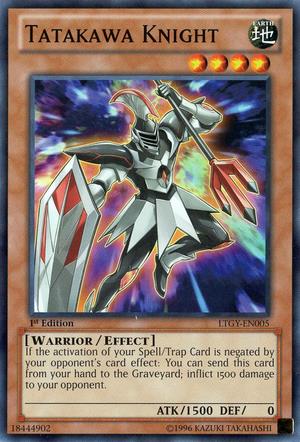 Tatakawa Knight
EARTH
地
1st Edition
LTGY-EN005
[Warrior / Effect]
If the activation of your Spell/Trap Card is negated by
your opponent's card effect: You can send this card
from your hand to the Graveyard; inflict 1500 damage
to your opponent.
ATK/1500 DEF/ 0
18444902
©1996 KAZUKI TAKAHASHI